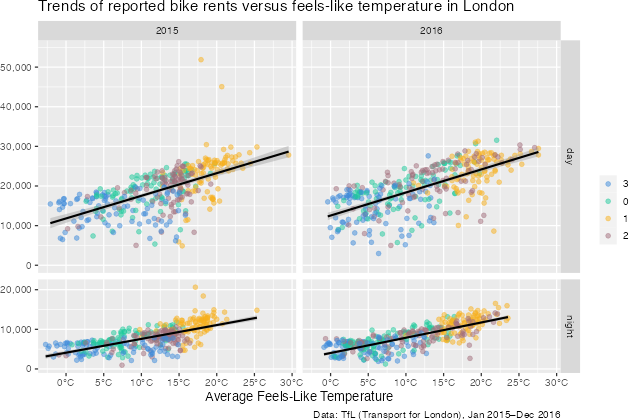 Trends of reported bike rents versus feels-like temperature in London
2015
2016
50,000
40,000
30,000
20,000
10,000
0
day
20,000
10,000
0
night
3
0
1
2
0°C 5°C 10°C 15°C 20°C 25°C 30°C
0°C 5°C 10°C 15°C 20°C 25°C 30°C
Average Feels-Like Temperature
Data: TfL (Transport for London), Jan 2015–Dec 2016